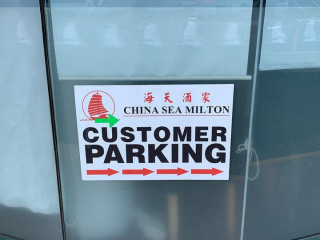 海天酒家
CHINA SEA MILTON
CUSTOMER
PARKING